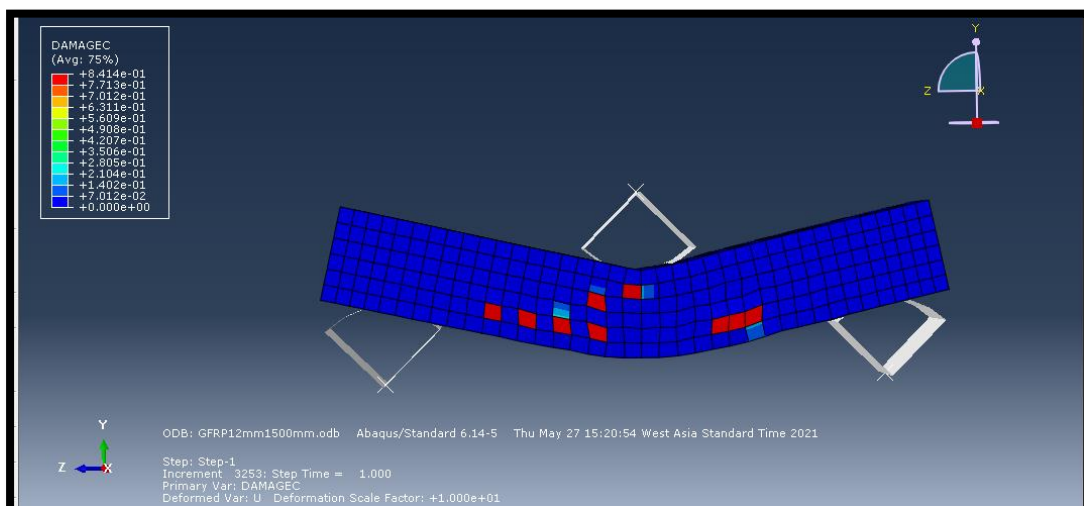 DAMAGEC
(Avg: 75%)
+8.414e-01
+7.713e-01
+7.012e-01
+6.311e-01
+5.609e-01
+4.908e-01
+4.207e-01
+3.506e-01
+2.805e-01
+2.104e-01
+1.402e-01
+7.012e-02
+0.000e+00
Y
Z
X
Y
Z
X
ODB: GFRP12mm1500mm.odb Abaqus/Standard 6.14-5 Thu May 27 15:20:54 West Asia Standard Time 2021
Step: Step-1
Increment 3253: Step Time = 1.000
Primary Var: DAMAGEC
Deformed Var: U Deformation Scale Factor: +1.000e+01